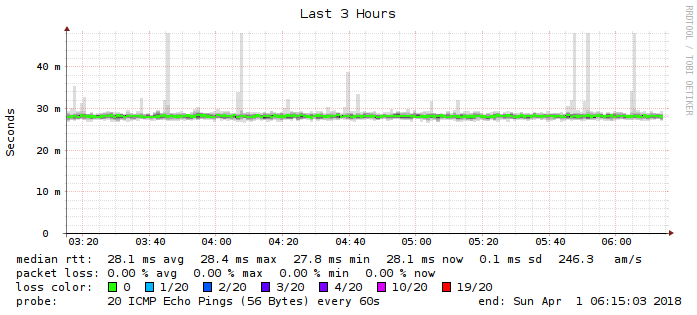 Last 3 Hours
RRDTOOL / TOBI OETIKER
Seconds
40 m
30 m
20 m
10 m
0
03:20 03:40 04:00 04:20 04:40 05:00 05:20 05:40 06:00
median rtt: 28.1 ms avg 28.4 ms max 27.8 ms min 28.1 ms now 0.1 ms sd 246.3 am/s
packet loss: 0.00 % avg 0.00 % max 0.00 % min 0.00 % now
loss color: 0 1/20 2/20 3/20 4/20 10/20 19/20
probe: 20 ICMP Echo Pings (56 Bytes) every 60s end: Sun Apr 1 06:15:03 2018